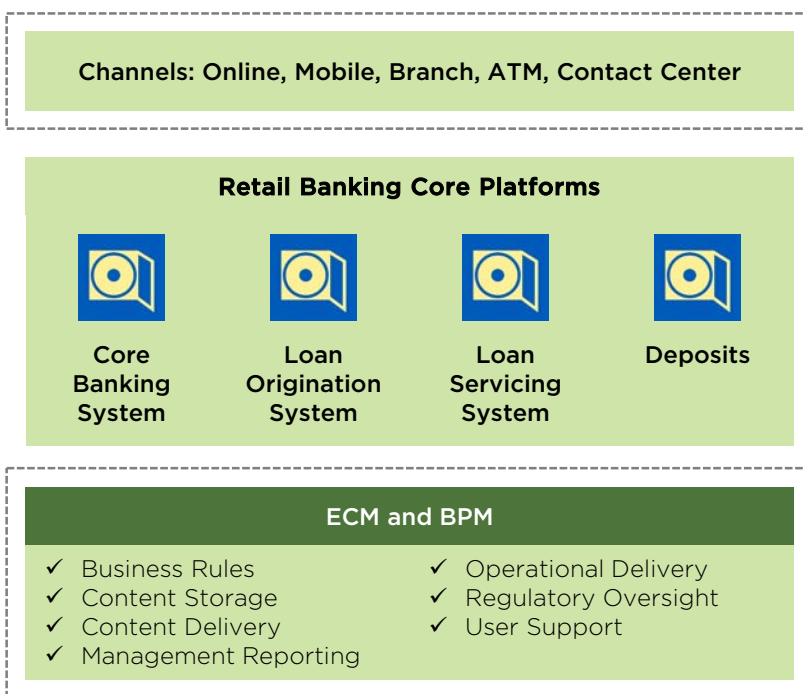 Channels: Online, Mobile, Branch, ATM, Contact Center
Retail Banking Core Platforms
Core
Banking
System
Loan
Origination
System
Loan
Servicing
System
Deposits
ECM and BPM
✓ Business Rules
✓ Content Storage
✓ Content Delivery
✓ Management Reporting
✓ Operational Delivery
✓ Regulatory Oversight
✓ User Support